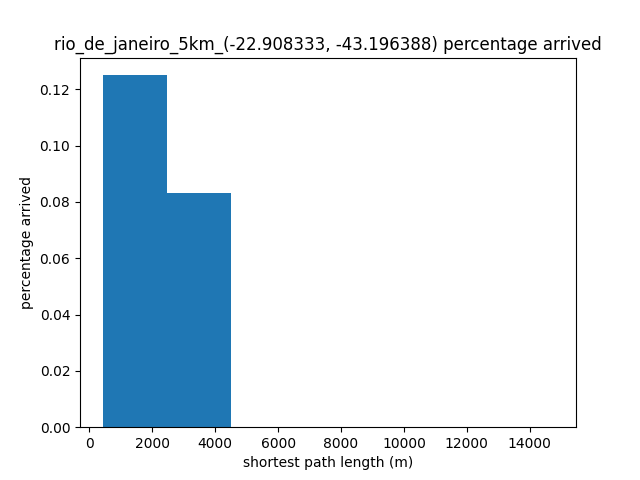 rio_de_janeiro_5km_(-22.908333, -43.196388) percentage arrived
0.12
0.10
0.08
0.06
0.04
0.02
0.00
percentage arrived
0 2000 4000 6000 8000 10000 12000 14000
shortest path length (m)